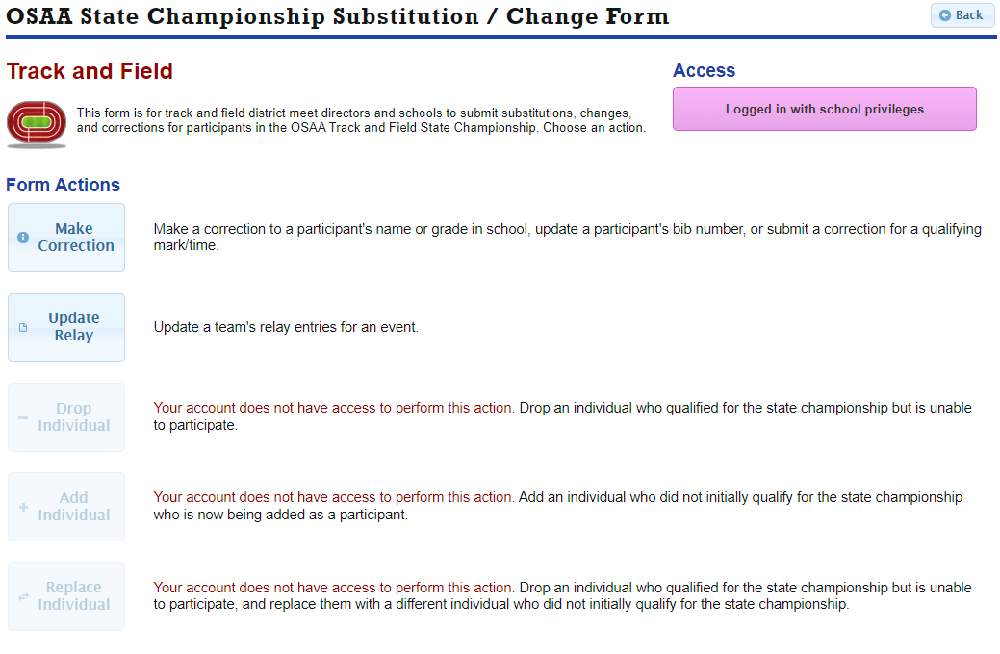 OSAA State Championship Substitution / Change Form
Back
Track and Field
Access
This form is for track and field district meet directors and schools to submit substitutions, changes,
and corrections for participants in the OSAA Track and Field State Championship. Choose an action.
Logged in with school privileges
Form Actions
Make
Correction
Make a correction to a participant's name or grade in school, update a participant's bib number, or submit a correction for a qualifying
mark/time.
Update
Relay
Update a team's relay entries for an event.
Drop
Individual
Your account does not have access to perform this action. Drop an individual who qualified for the state championship but is unable
to participate.
Add
Individual
Your account does not have access to perform this action. Add an individual who did not initially qualify for the state championship
who is now being added as a participant.
Replace
Individual
Your account does not have access to perform this action. Drop an individual who qualified for the state championship but is unable
to participate, and replace them with a different individual who did not initially qualify for the state championship.